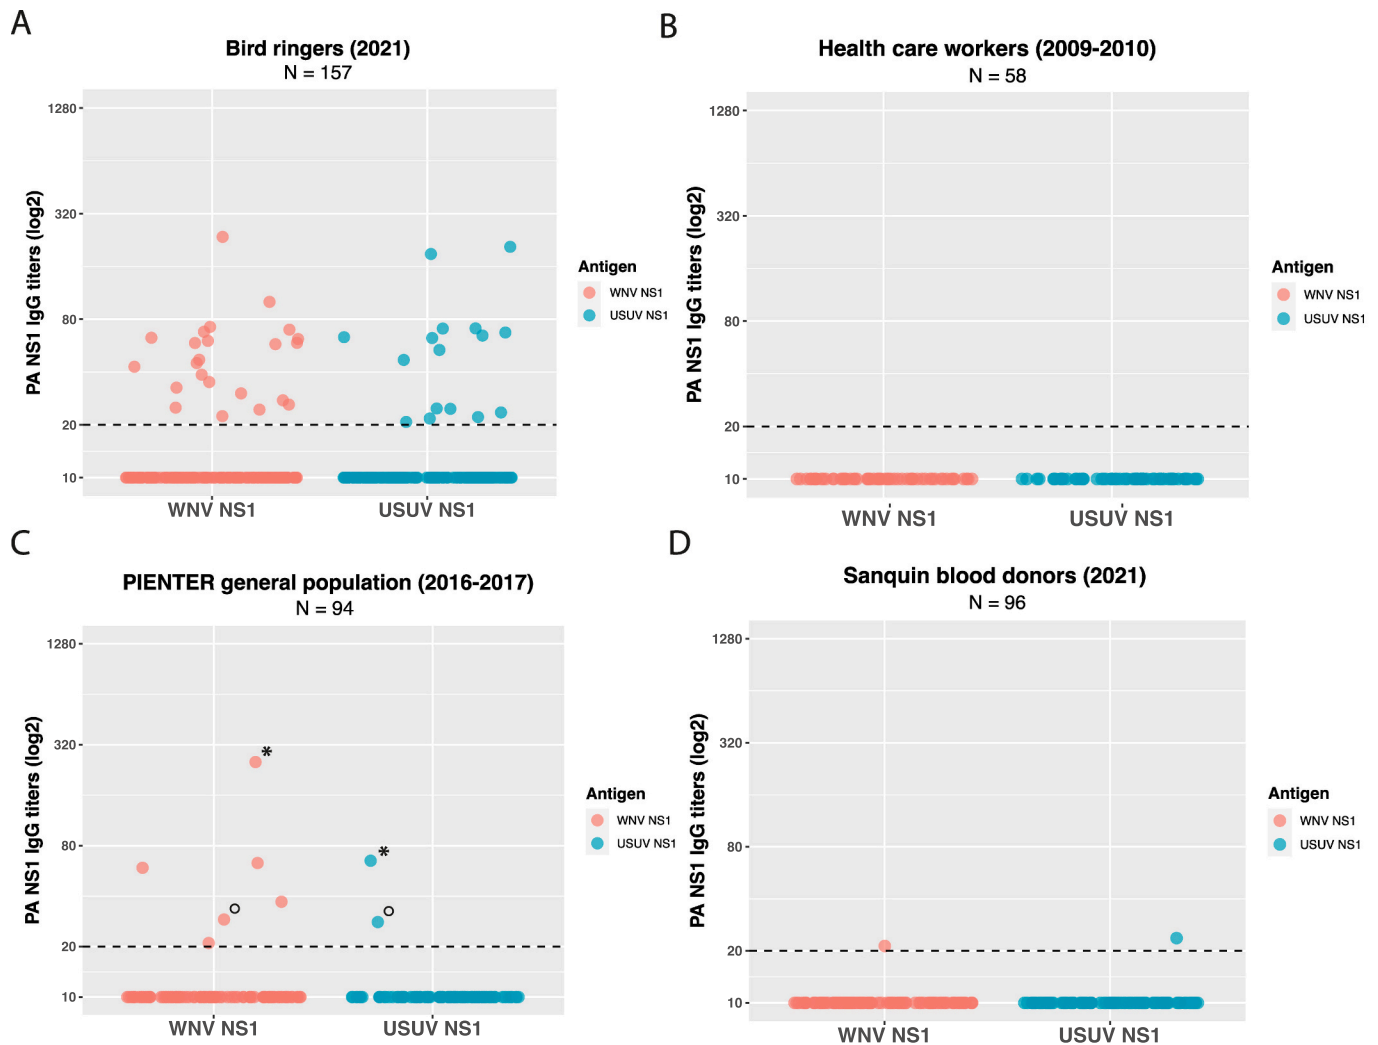 A
Bird ringers (2021)
N = 157
PA NS1 IgG titers (log2)
1280
320
80
20
10
WNV NS1
USUV NS1
Antigen
WNV NS1
USUV NS1
B
Health care workers (2009-2010)
N = 58
PA NS1 IgG titers (log2)
1280
320
80
20
10
WNV NS1
USUV NS1
Antigen
WNV NS1
USUV NS1
C
PIENTER general population (2016-2017)
N = 94
PA NS1 IgG titers (log2)
1280
320
80
20
10
*
*
WNV NS1
USUV NS1
Antigen
WNV NS1
USUV NS1
D
Sanquin blood donors (2021)
N = 96
PA NS1 IgG titers (log2)
1280
320
80
20
10
WNV NS1
USUV NS1
Antigen
WNV NS1
USUV NS1